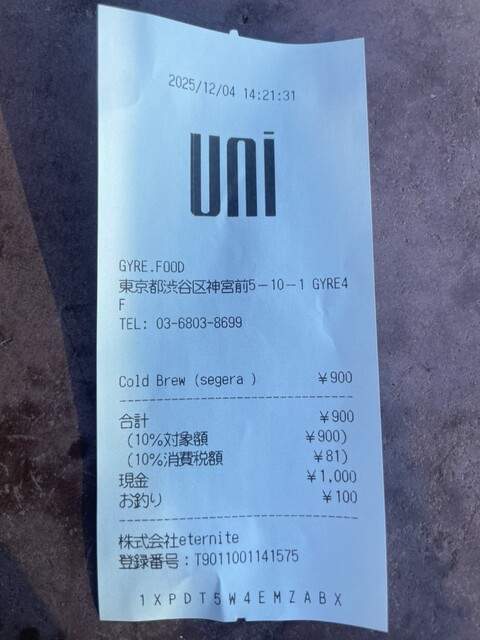 2025/12/04 14:21:31
uni
GYRE.FOOD
東京都渋谷区神宮前5-10-1 GYRE4
F
TEL: 03-6803-8699
Cold Brew (segera ) ¥900
合計 ¥900
(10%対象額 ¥900)
(10%消費税額 ¥81)
現金 ¥1,000
お釣り ¥100
株式会社eternite
登録番号：T9011001141575
1XPDT5W4EMZABX